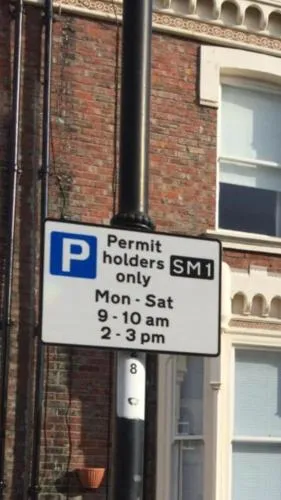 P
Permit
holders
SM1
only
Mon - Sat
9 - 10 am
2 - 3 pm
8